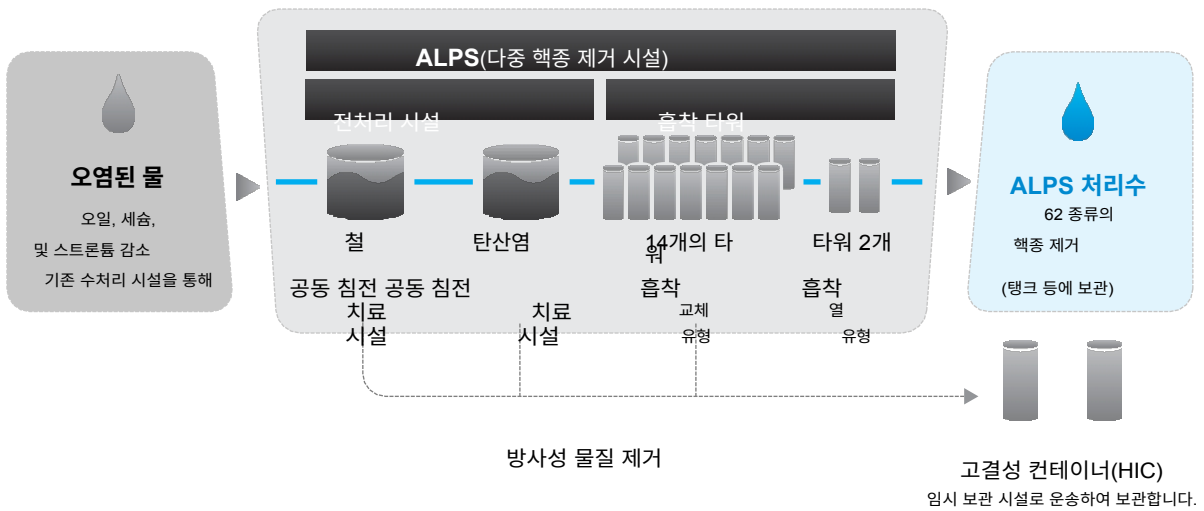 ALPS(다중 핵종 제거 시설)
전처리 시설
흡착 타워
오염된 물
오일, 세슘,
및 스트론튬 감소
기존 수처리 시설을 통해
철
공동 침전
치료
시설
탄산염
공동 침전
치료
시설
14개의 타
워
흡착
교체
유형
타워 2개
흡착
열
유형
ALPS 처리수
62 종류의
핵종 제거
(탱크 등에 보관)
방사성 물질 제거
고결성 컨테이너(HIC)
임시 보관 시설로 운송하여 보관합니다.